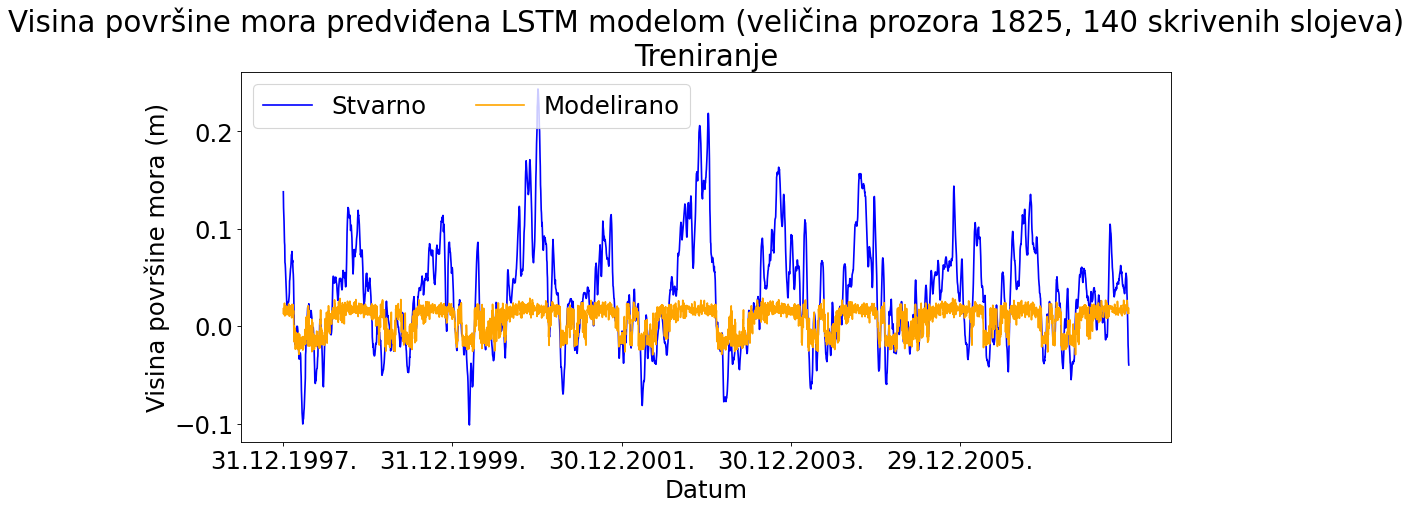 Visina površine mora predviđena LSTM modelom (veličina prozora 1825, 140 skrivenih slojeva)
Treniranje
Stvarno Modelirano
Visina površine mora (m)
0.2
0.1
0.0
−0.1
31.12.1997. 31.12.1999. 30.12.2001. 30.12.2003. 29.12.2005.
Datum